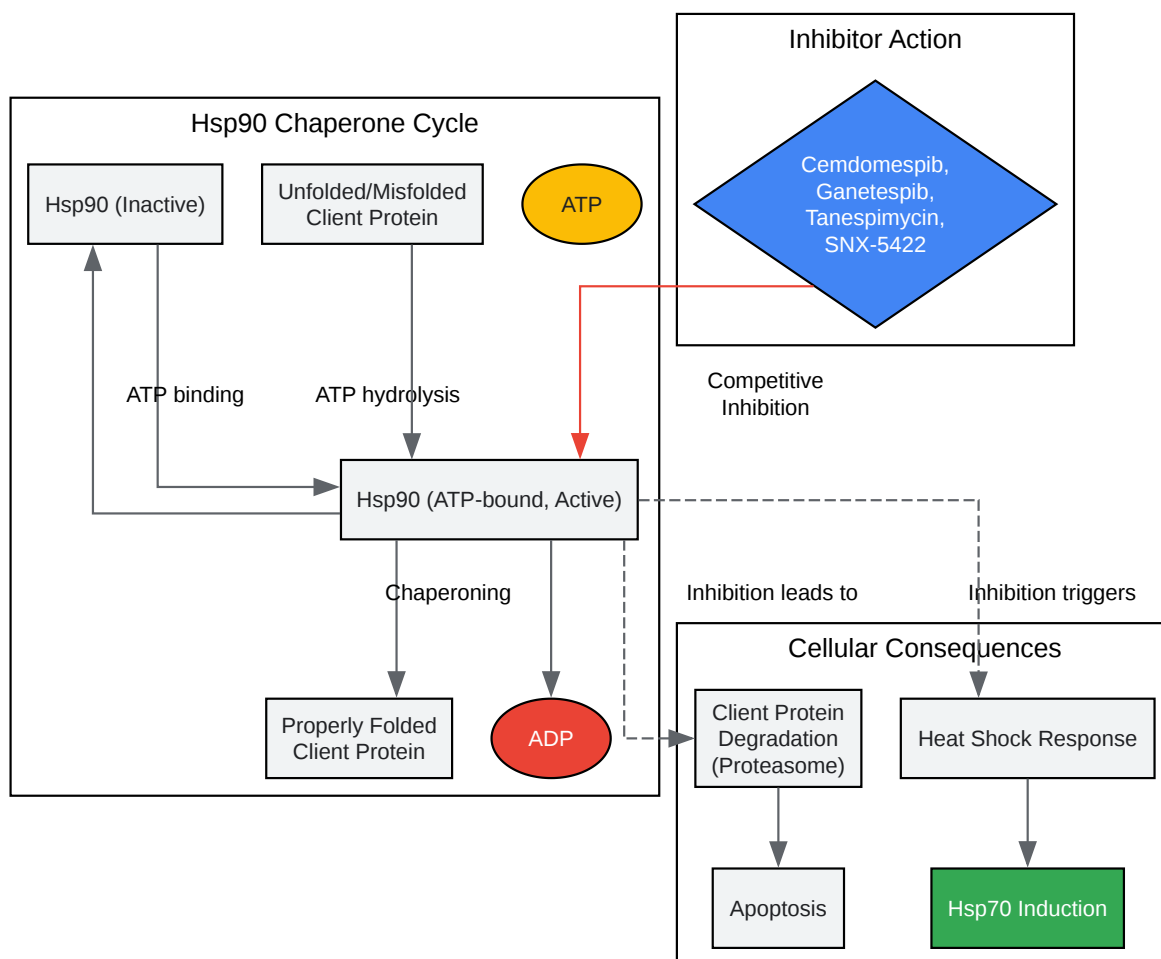 Inhibitor Action
Cemdomespib,
Ganetespib,
Tanespimycin,
SNX-5422
Hsp90 Chaperone Cycle
Hsp90 (Inactive)
Unfolded/Misfolded
Client Protein
ATP
ATP binding
ATP hydrolysis
Competitive
Inhibition
Hsp90 (ATP-bound, Active)
Chaperoning
Inhibition leads to
Inhibition triggers
Properly Folded
Client Protein
ADP
Cellular Consequences
Client Protein
Degradation
(Proteasome)
Heat Shock Response
Apoptosis
Hsp70 Induction